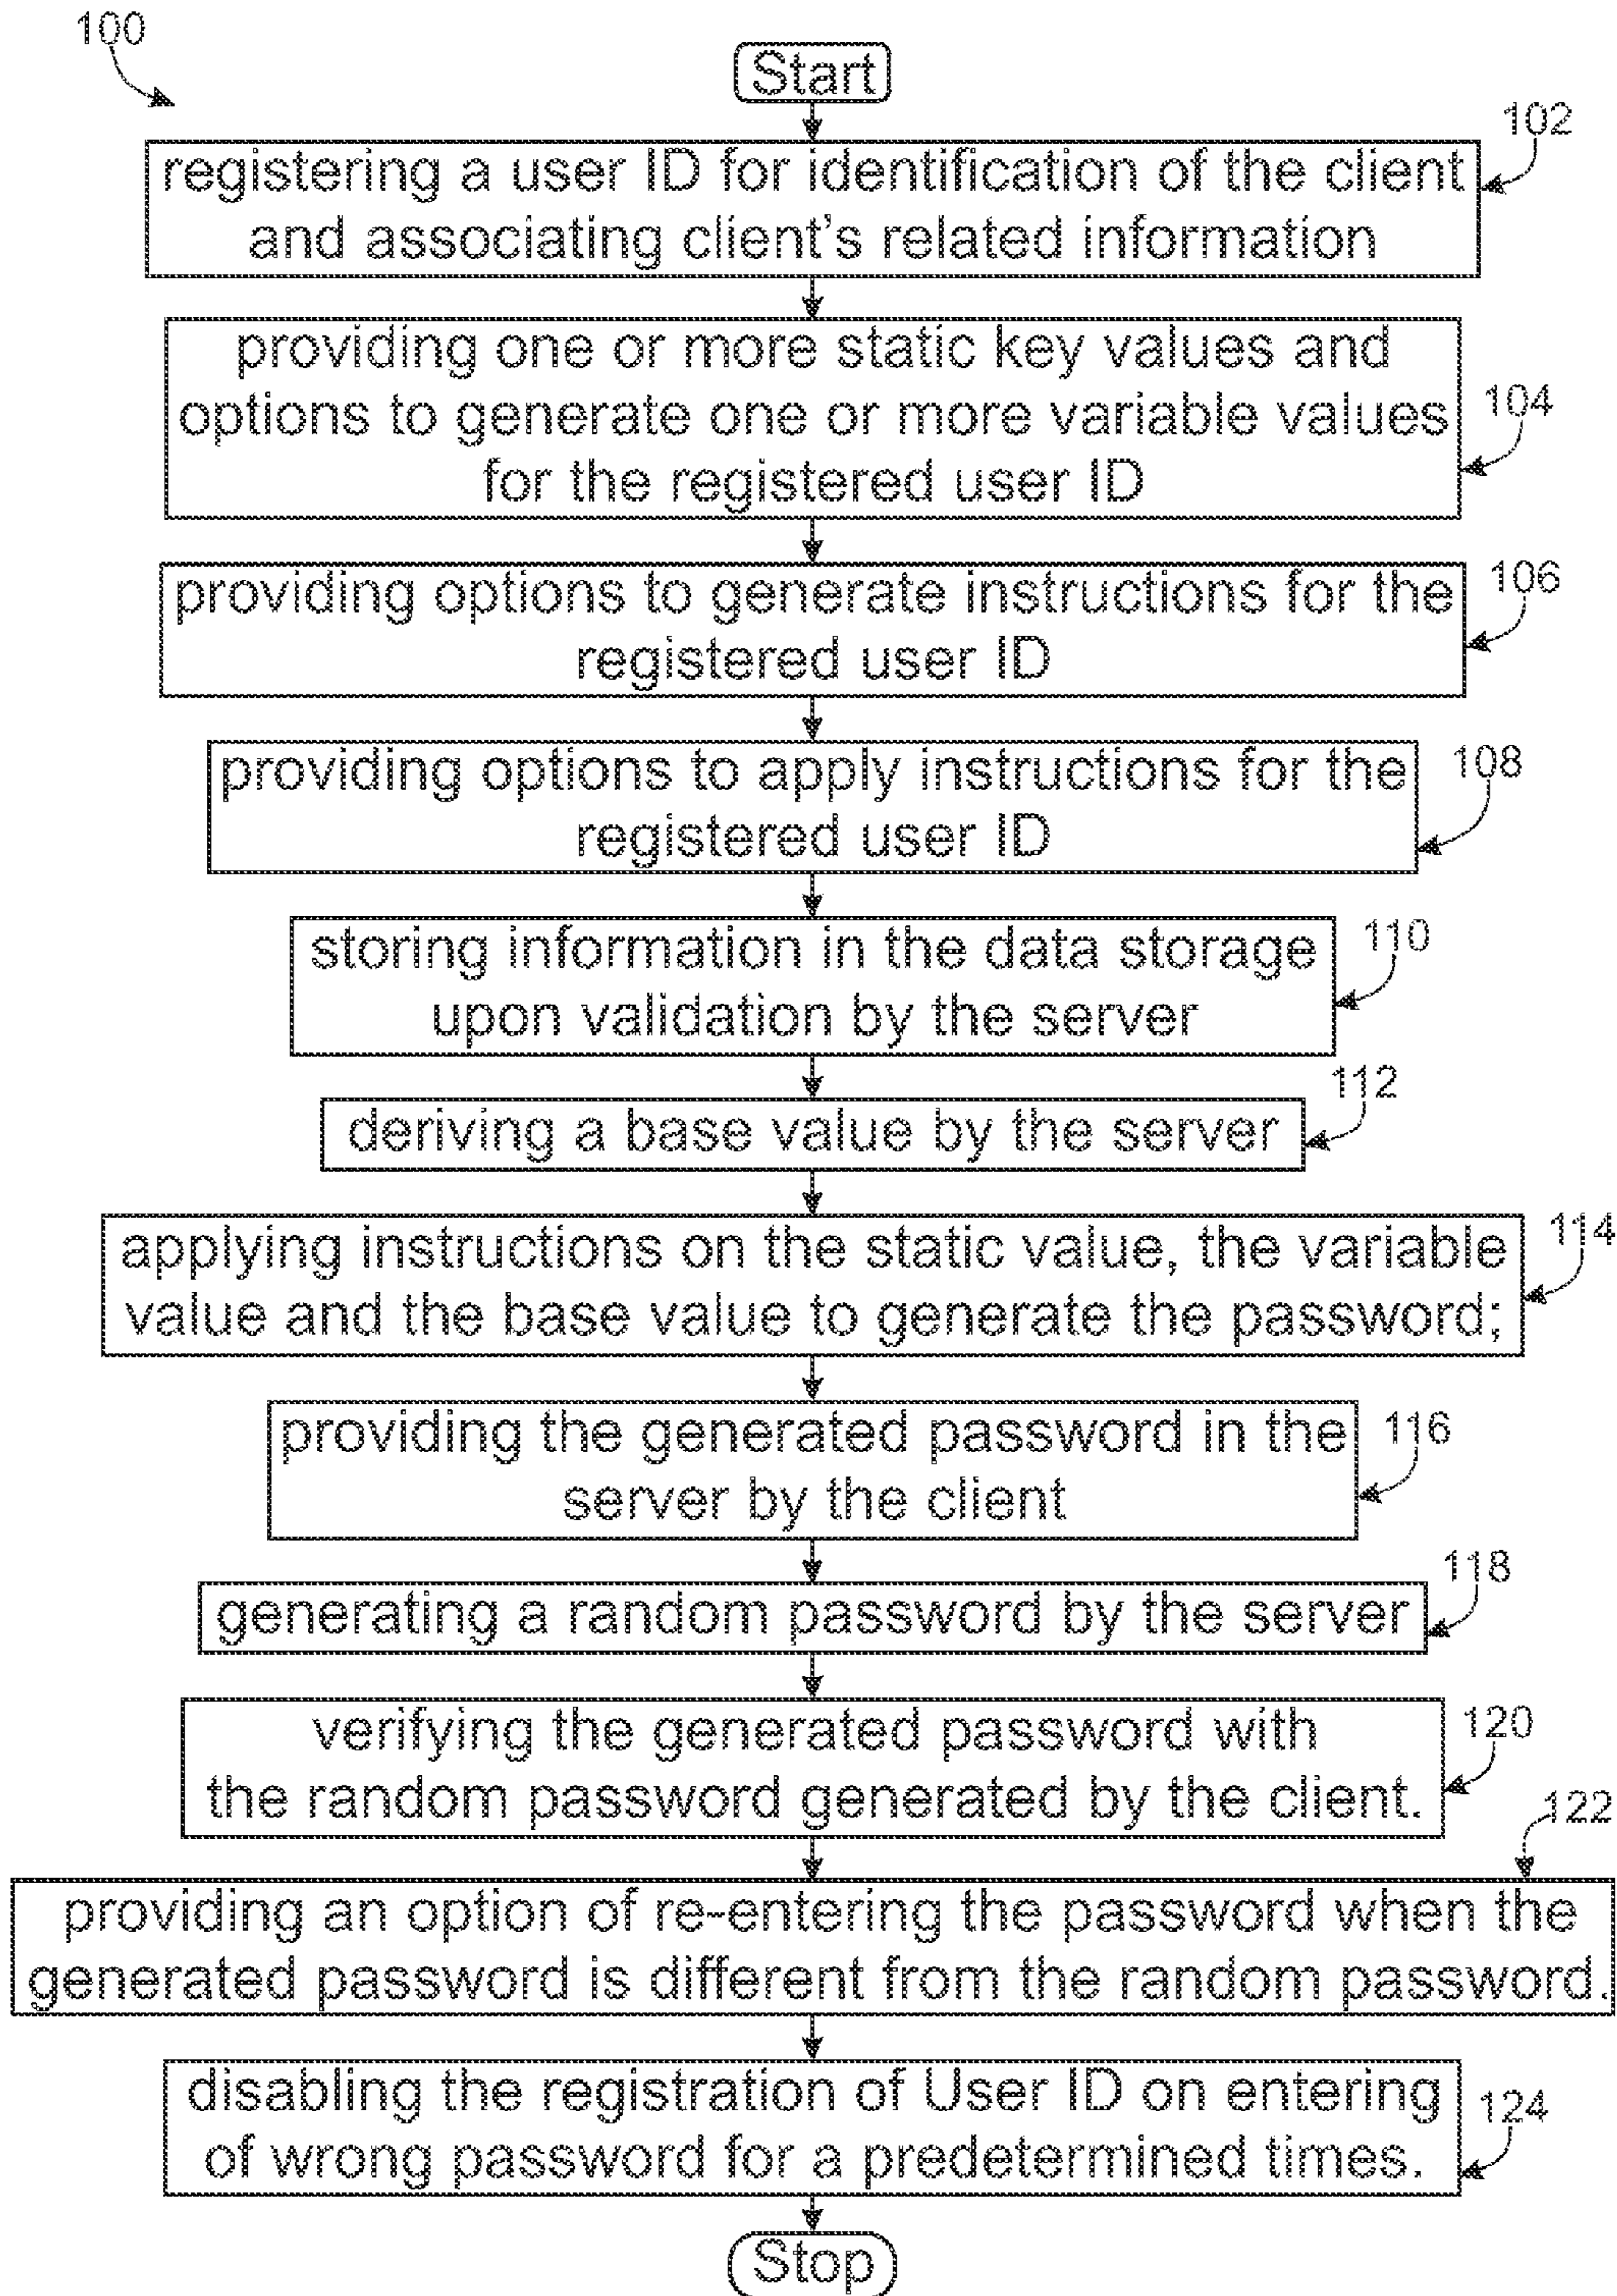 100
Start
102
registering a user ID for identification of the client
and associating client's related information
providing one or more static key values and
options to generate one or more variable values
for the registered user ID
104
providing options to generate instructions for the
registered user ID
106
providing options to apply instructions for the
registered user ID
108
storing information in the data storage
upon validation by the server
110
deriving a base value by the server
112
applying instructions on the static value, the variable
value and the base value to generate the password;
114
providing the generated password in the
server by the client
116
generating a random password by the server
118
verifying the generated password with
the random password generated by the client.
120
122
providing an option of re-entering the password when the
generated password is different from the random password.
disabling the registration of User ID on entering
of wrong password for a predetermined times.
124
Stop